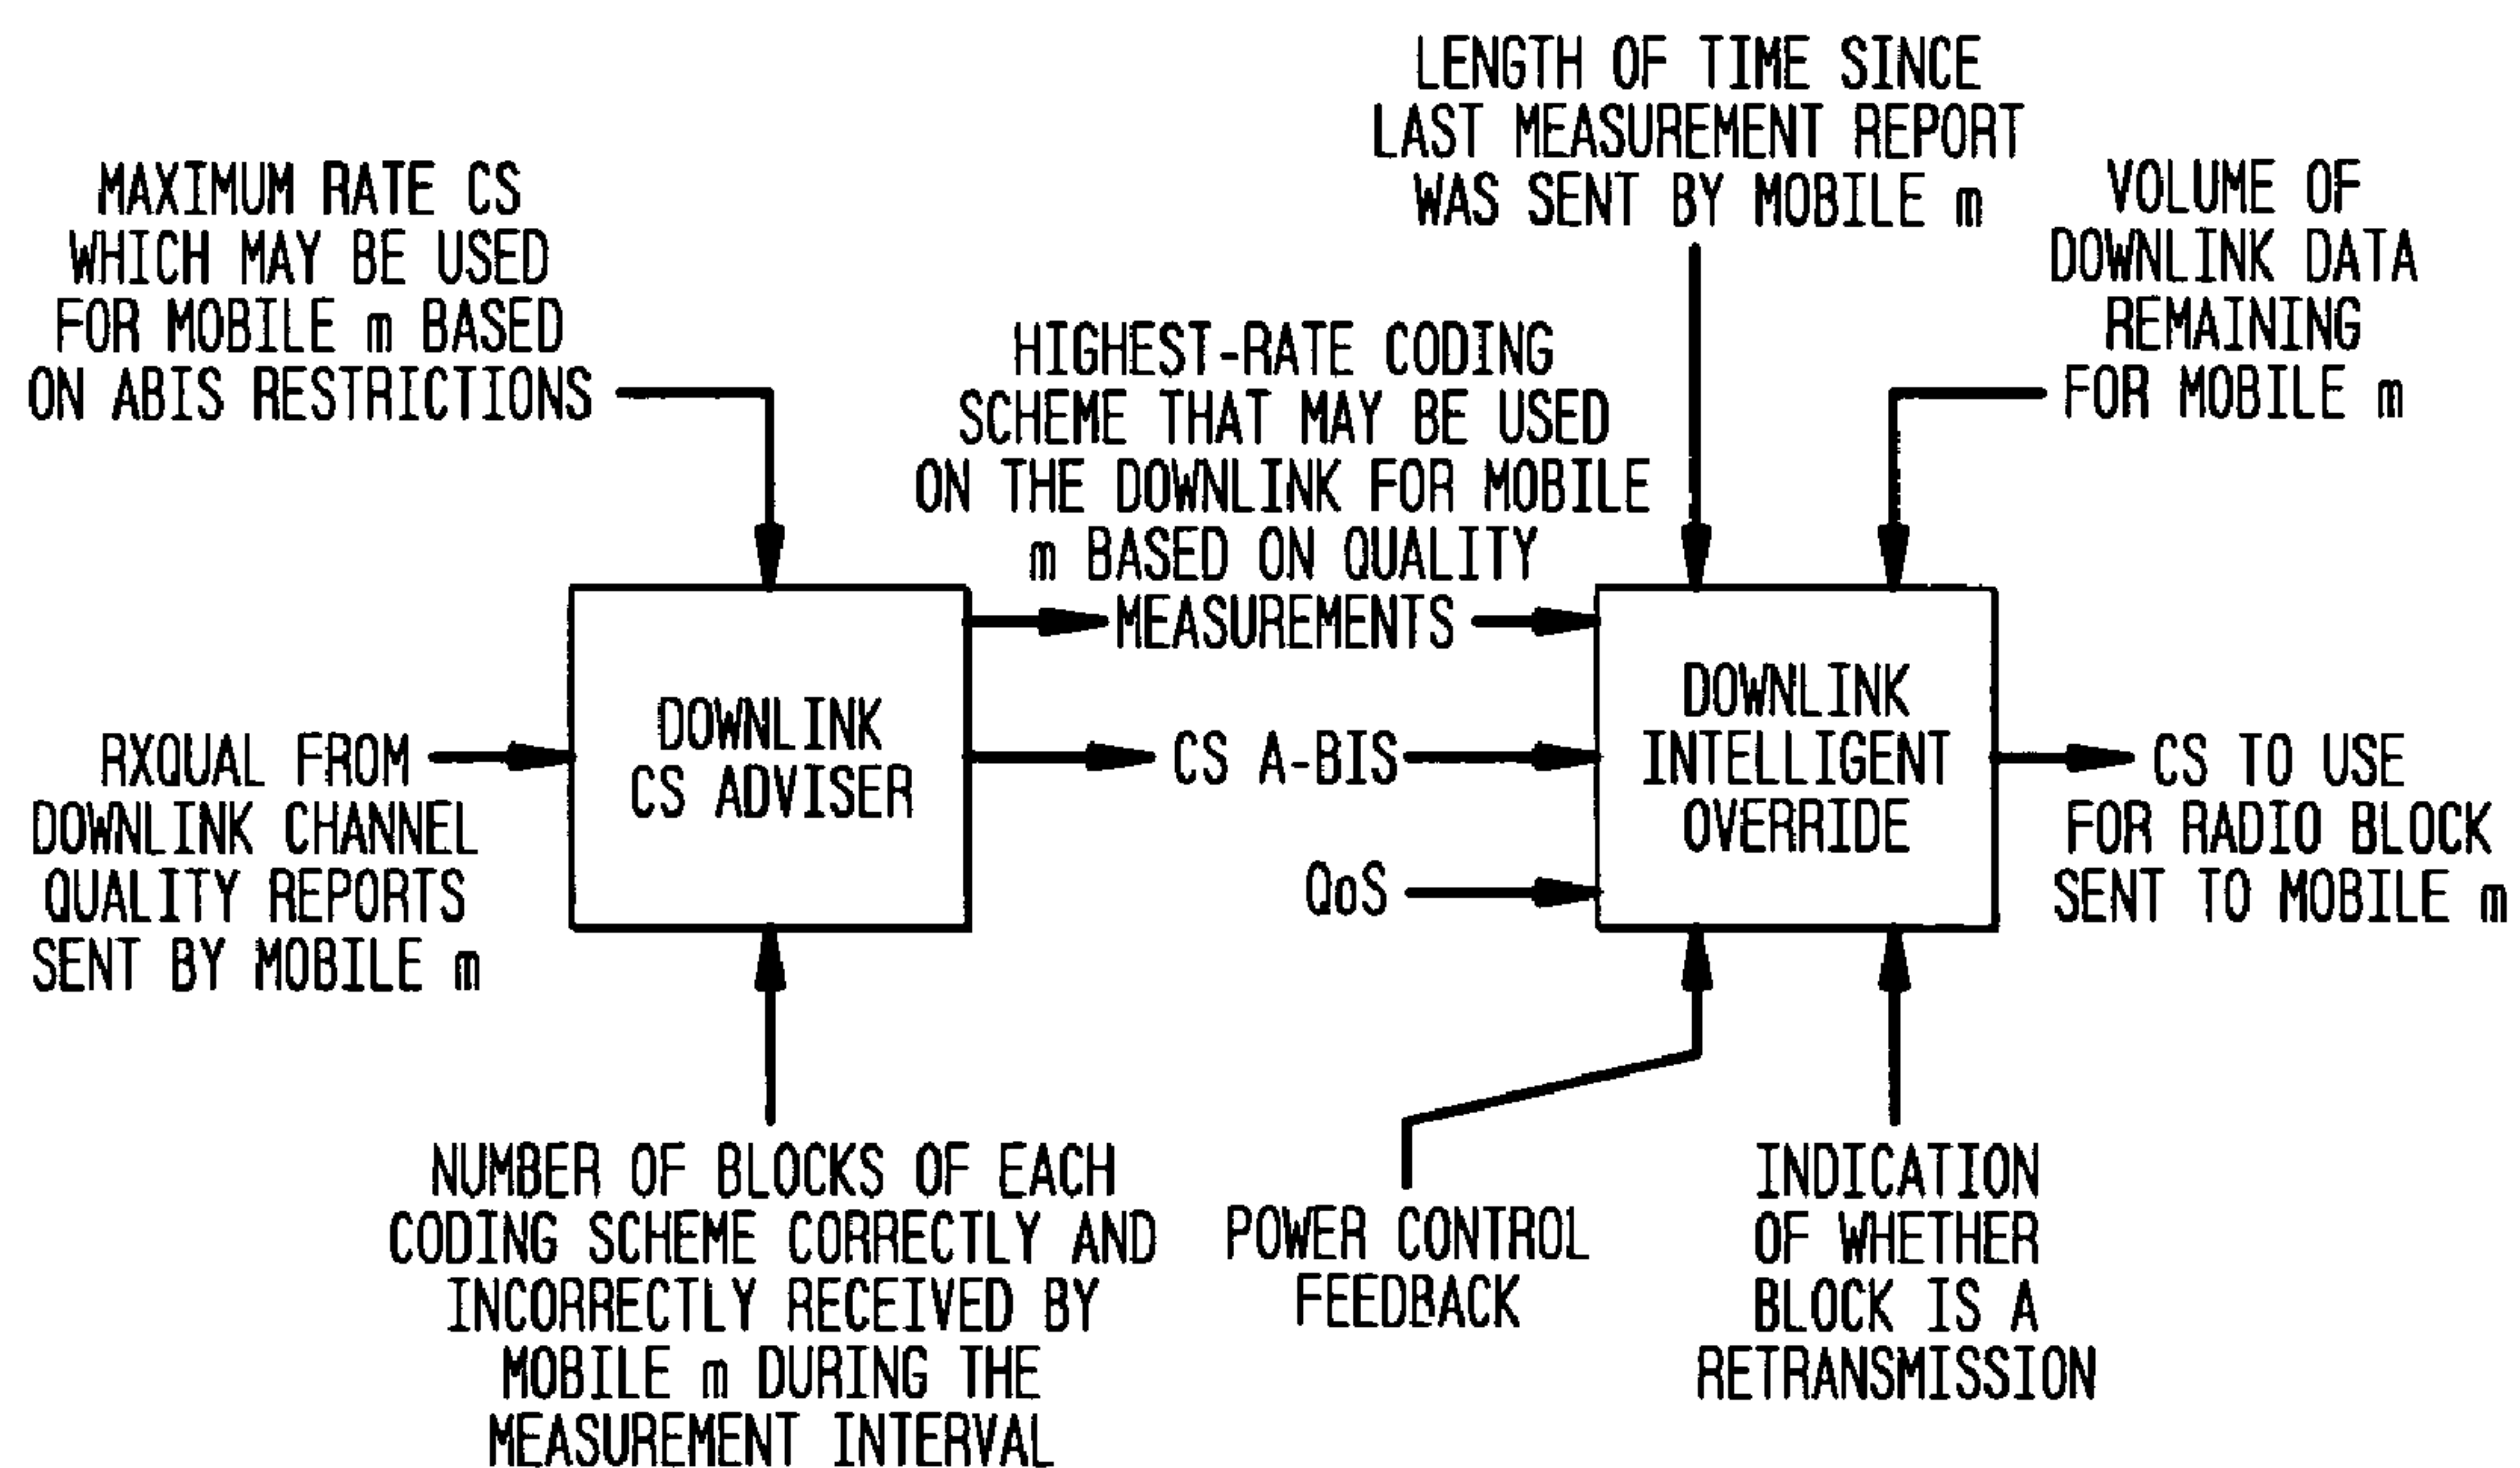 LENGTH OF TIME SINCE
LAST MEASUREMENT REPORT
WAS SENT BY MOBILE m
MAXIMUM RATE CS
WHICH MAY BE USED
FOR MOBILE m BASED
ON ABIS RESTRICTIONS
VOLUME OF
DOWNLINK DATA
REMAINING
FOR MOBILE m
HIGHEST-RATE CODING
SCHEME THAT MAY BE USED
ON THE DOWNLINK FOR MOBILE
m BASED ON QUALITY
MEASUREMENTS
RXQUAL FROM
DOWNLINK CHANNEL
QUALITY REPORTS
SENT BY MOBILE m
DOWNLINK
CS ADVISER
CS A-BIS
QoS
DOWNLINK
INTELLIGENT
OVERRIDE
CS TO USE
FOR RADIO BLOCK
SENT TO MOBILE m
NUMBER OF BLOCKS OF EACH
CODING SCHEME CORRECTLY AND
INCORRECTLY RECEIVED BY
MOBILE m DURING THE
MEASUREMENT INTERVAL
POWER CONTROL
FEEDBACK
INDICATION
OF WHETHER
BLOCK IS A
RETRANSMISSION